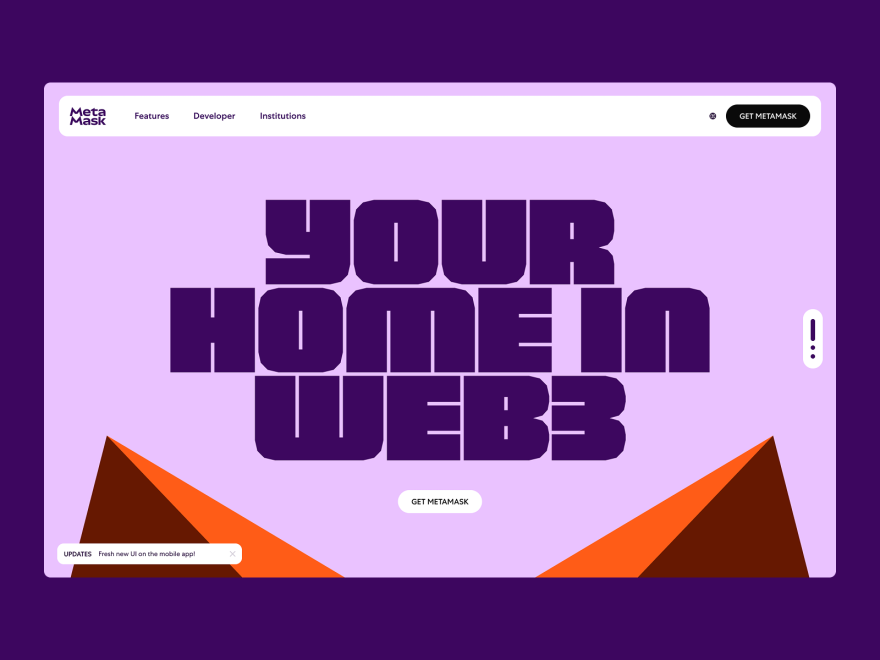 Meta
Mask
Features Developer Institutions
GET METAMASK
YOUR
HOME IN
WEB3
GET METAMASK
UPDATES Fresh new UI on the mobile app!